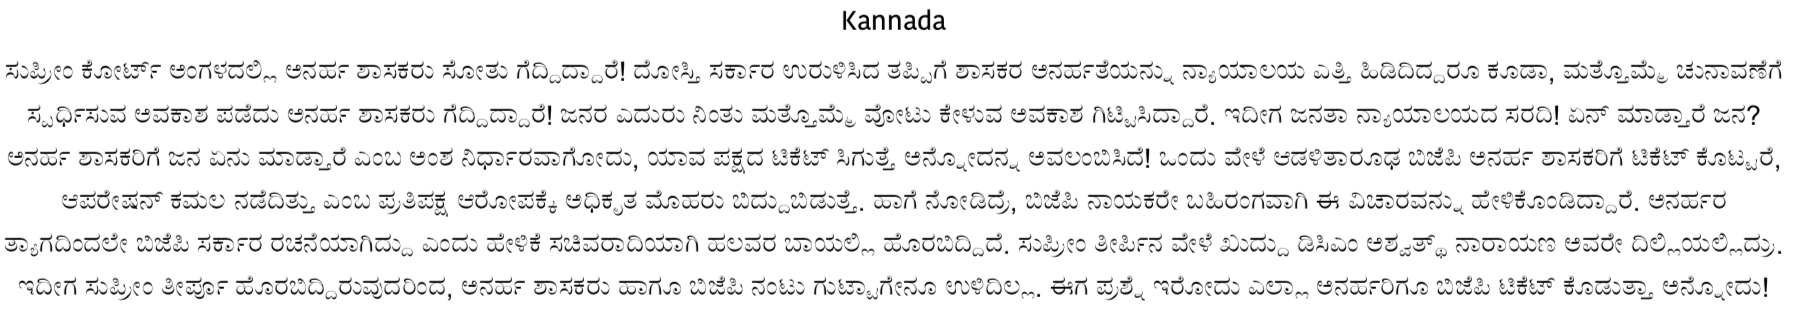 Kannada
ಸುಪ್ರೀಂ ಕೋರ್ಟ್ ಅಂಗಳದಲ್ಲಿ ಅನರ್ಹ ಶಾಸಕರು ಸೋತು ಗೆದ್ದಿದ್ದಾರೆ! ದೋಸ್ತಿ ಸರ್ಕಾರ ಉರುಳಿಸಿದ ತಪ್ಪಿಗೆ ಶಾಸಕರ ಅನರ್ಹತೆಯನ್ನು ನ್ಯಾಯಾಲಯ ಎತ್ತಿ ಹಿಡಿದಿದ್ದರೂ ಕೂಡಾ, ಮತ್ತೊಮ್ಮೆ ಚುನಾವಣೆಗೆ
ಸ್ಪರ್ಧಿಸುವ ಅವಕಾಶ ಪಡೆದು ಅನರ್ಹ ಶಾಸಕರು ಗೆದ್ದಿದ್ದಾರೆ! ಜನರ ಎದುರು ನಿಂತು ಮತ್ತೊಮ್ಮೆ ವೋಟು ಕೇಳುವ ಅವಕಾಶ ಗಿಟ್ಟಿಸಿದ್ದಾರೆ. ಇದೀಗ ಜನತಾ ನ್ಯಾಯಾಲಯದ ಸರದಿ! ಏನ್ ಮಾಡ್ತಾರೆ ಜನ?
ಅನರ್ಹ ಶಾಸಕರಿಗೆ ಜನ ಏನು ಮಾಡ್ತಾರೆ ಎಂಬ ಅಂಶ ನಿರ್ಧಾರವಾಗೋದು, ಯಾವ ಪಕ್ಷದ ಟಿಕೆಟ್ ಸಿಗುತ್ತೆ ಅನ್ನೋದನ್ನ ಅವಲಂಬಿಸಿದೆ! ಒಂದು ವೇಳೆ ಆಡಳಿತಾರೂಢ ಬಿಜೆಪಿ ಅನರ್ಹ ಶಾಸಕರಿಗೆ ಟಿಕೆಟ್ ಕೊಟ್ಟರೆ,
ಆಪರೇಷನ್ ಕಮಲ ನಡೆದಿತ್ತು ಎಂಬ ಪ್ರತಿಪಕ್ಷ ಆರೋಪಕ್ಕೆ ಅಧಿಕೃತ ಮೊಹರು ಬಿದ್ದುಬಿಡುತ್ತೆ. ಹಾಗೆ ನೋಡಿದ್ರೆ, ಬಿಜೆಪಿ ನಾಯಕರೇ ಬಹಿರಂಗವಾಗಿ ಈ ವಿಚಾರವನ್ನು ಹೇಳಿಕೊಂಡಿದ್ದಾರೆ. ಅನರ್ಹರ
ತ್ಯಾಗದಿಂದಲೇ ಬಿಜೆಪಿ ಸರ್ಕಾರ ರಚನೆಯಾಗಿದ್ದು ಎಂದು ಹೇಳಿಕೆ ಸಚಿವರಾದಿಯಾಗಿ ಹಲವರ ಬಾಯಲ್ಲಿ ಹೊರಬಿದ್ದಿದೆ. ಸುಪ್ರೀಂ ತೀರ್ಪಿನ ವೇಳೆ ಖುದ್ದು ಡಿಸಿಎಂ ಅಶ್ವತ್ಥ್ ನಾರಾಯಣ ಅವರೇ ದಿಲ್ಲಿಯಲ್ಲಿದ್ರು.
ಇದೀಗ ಸುಪ್ರೀಂ ತೀರ್ಪೂ ಹೊರಬಿದ್ದಿರುವುದರಿಂದ, ಅನರ್ಹ ಶಾಸಕರು ಹಾಗೂ ಬಿಜೆಪಿ ನಂಟು ಗುಟ್ಟಾಗೇನೂ ಉಳಿದಿಲ್ಲ. ಈಗ ಪ್ರಶ್ನೆ ಇರೋದು ಎಲ್ಲಾ ಅನರ್ಹರಿಗೂ ಬಿಜೆಪಿ ಟಿಕೆಟ್ ಕೊಡುತ್ತಾ ಅನ್ನೋದು!